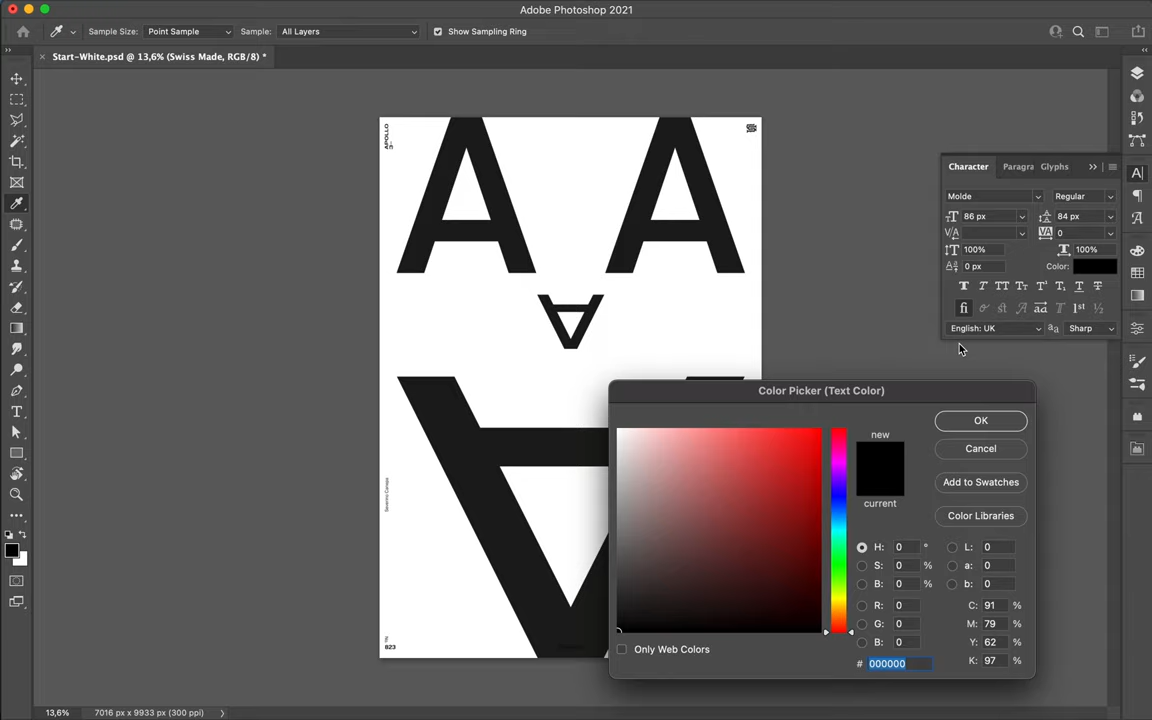 Adobe Photoshop 2021
Sample Size: Point Sample Sample: All Layers Show Sampling Ring
Start-White.psd @ 13,6% (Swiss Made, RGB/8) *
A A
APOLLO
A
A
Severino Canepa
823
Character Paragra Glyphs
Molde Regular
86 px 84 px
0
100% 100%
0 px Color:
English: UK Sharp
Color Picker (Text Color)
new
current
OK
Cancel
Add to Swatches
Color Libraries
H: 0 ° L: 0
S: 0 % a: 0
B: 0 % b: 0
R: 0 C: 91 %
G: 0 M: 79 %
B: 0 Y: 62 %
# 000000 K: 97 %
Only Web Colors
13,6% 7016 px x 9933 px (300 ppi)